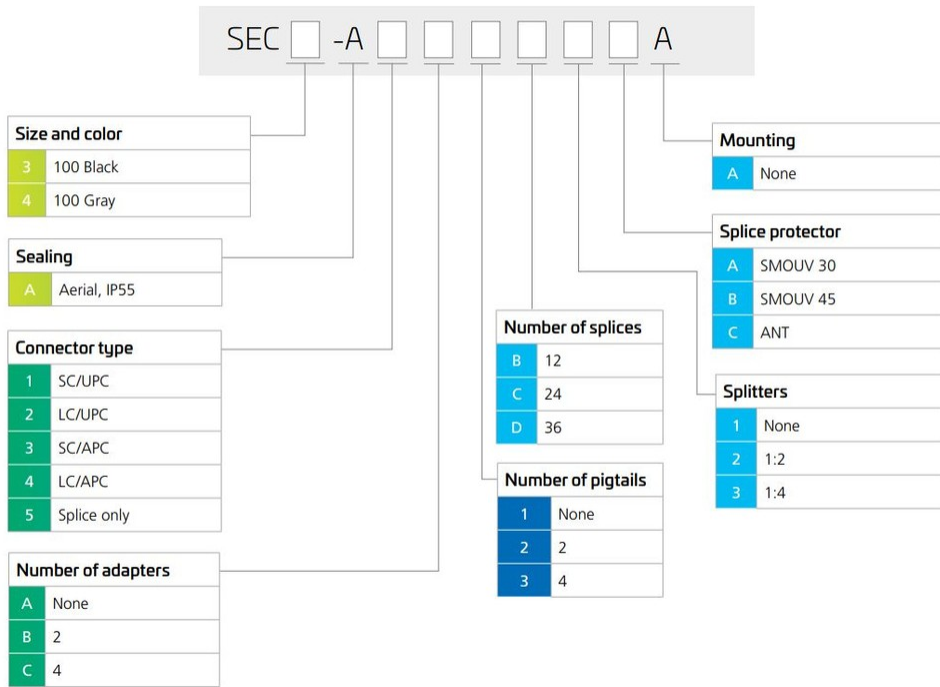 SEC -A A
Size and color
3 100 Black
4 100 Gray
Sealing
A Aerial, IP55
Connector type
1 SC/UPC
2 LC/UPC
3 SC/APC
4 LC/APC
5 Splice only
Number of adapters
A None
B 2
C 4
Number of splices
B 12
C 24
D 36
Number of pigtails
1 None
2 2
3 4
Mounting
A None
Splice protector
A SMOUV 30
B SMOUV 45
C ANT
Splitters
1 None
2 1:2
3 1:4